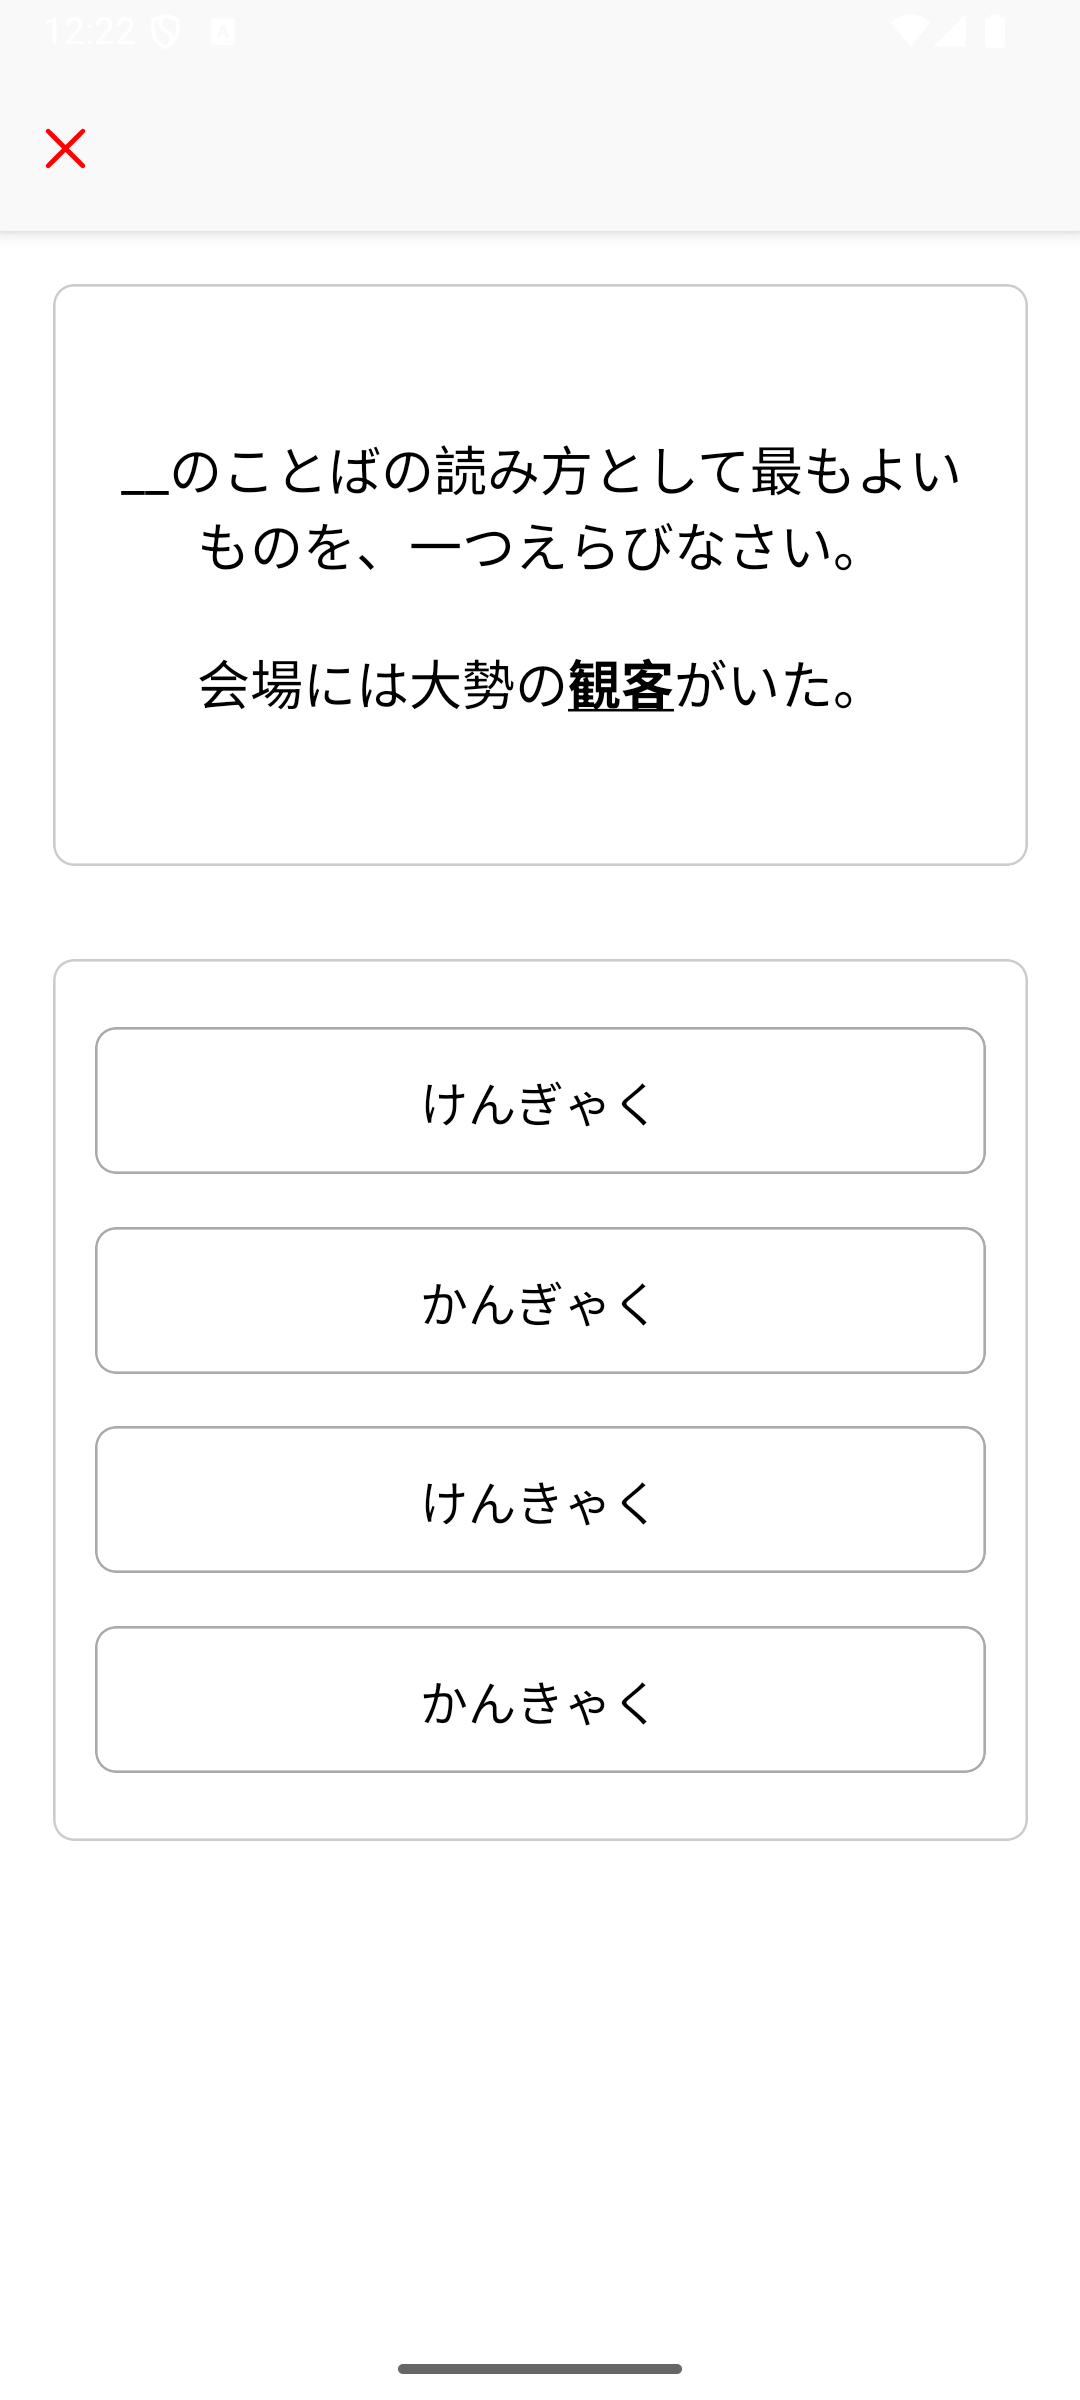 12:22
__のことばの読み方として最もよい
ものを、一つえらびなさい。
会場には大勢の観客がいた。
けんぎゃく
かんぎゃく
けんきゃく
かんきゃく